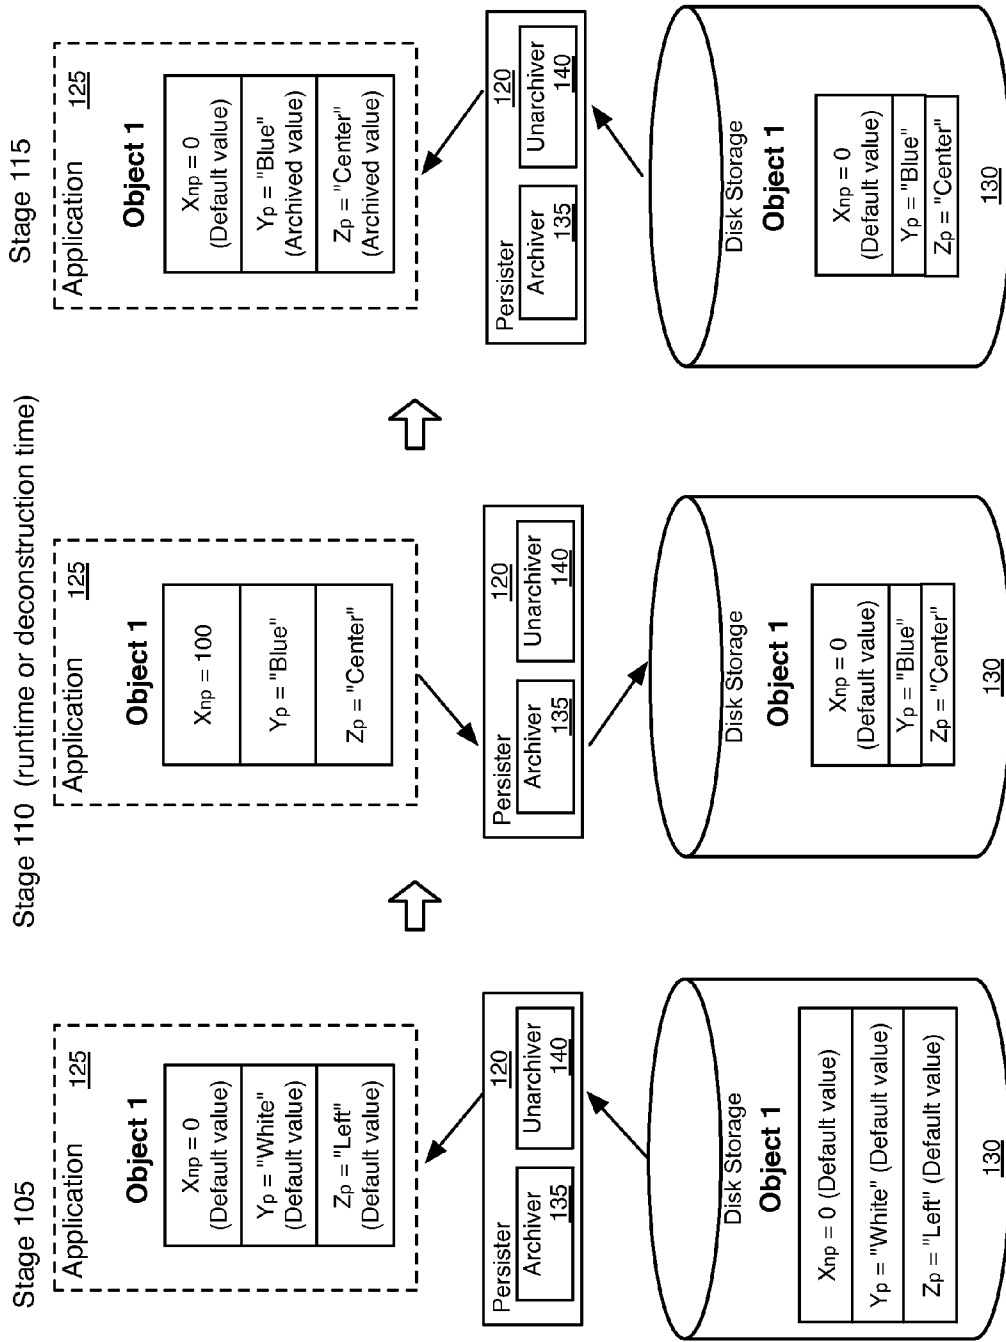 Stage 105
Application
125
Object 1
Xnp = 0
(Default value)
Yp = "White"
(Default value)
Zp = "Left"
(Default value)
Persister
120
Archiver
135
Unarchiver
140
Disk Storage
Object 1
Xnp = 0 (Default value)
Yp = "White" (Default value)
Zp = "Left" (Default value)
130
Stage 110 (runtime or deconstruction time)
Application
125
Object 1
Xnp = 100
Yp = "Blue"
Zp = "Center"
Persister
120
Archiver
135
Unarchiver
140
Disk Storage
Object 1
Xnp = 0
(Default value)
Yp = "Blue"
Zp = "Center"
130
Stage 115
Application
125
Object 1
Xnp = 0
(Default value)
Yp = "Blue"
(Archived value)
Zp = "Center"
(Archived value)
Persister
120
Archiver
135
Unarchiver
140
Disk Storage
Object 1
Xnp = 0
(Default value)
Yp = "Blue"
Zp = "Center"
130